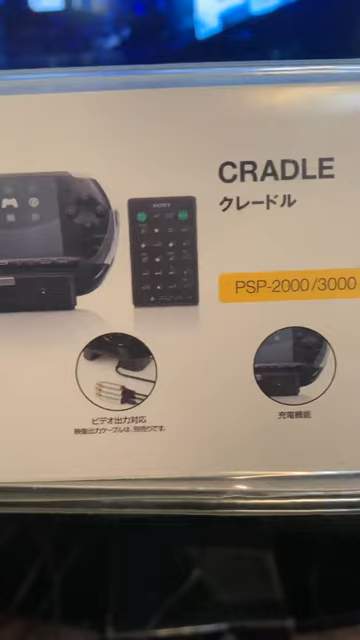 CRADLE
クレードル
SONY
PSP-2000/3000
ビデオ出力対応
映像出力ケーブルは、別売りです。
充電機能